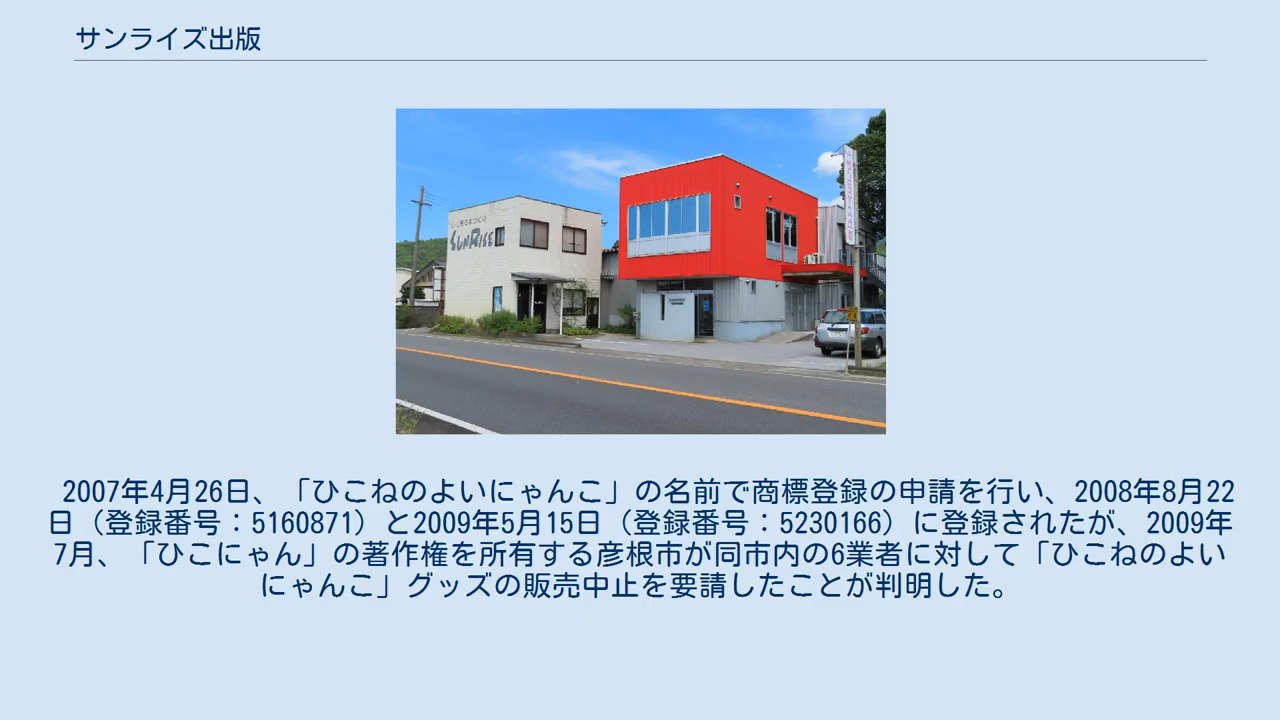 サンライズ出版
SUNRISE
2007年4月26日、「ひこねのよいにゃんこ」の名前で商標登録の申請を行い、2008年8月22
日（登録番号：5160871）と2009年5月15日（登録番号：5230166）に登録されたが、2009年
7月、「ひこにゃん」の著作権を所有する彦根市が同市内の6業者に対して「ひこねのよい
にゃんこ」グッズの販売中止を要請したことが判明した。